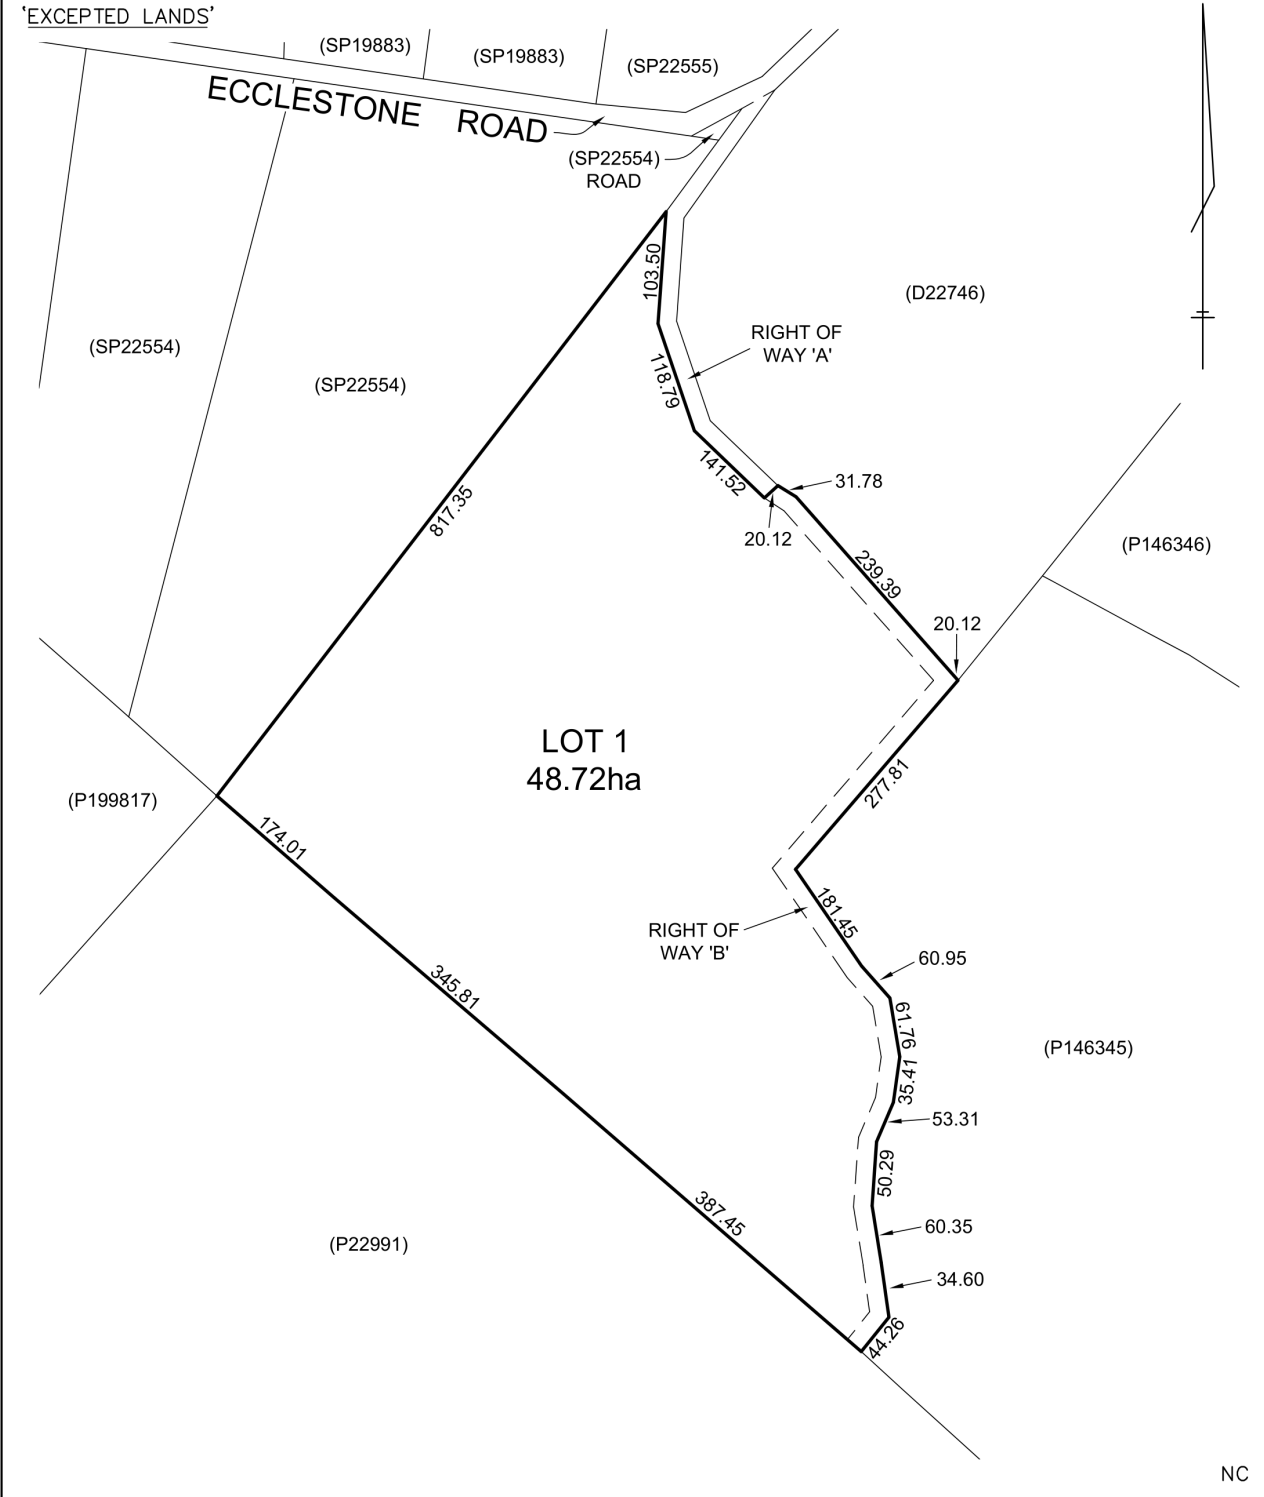 'EXCEPTED LANDS'
(SP19883)
(SP19883)
(SP22555)
ECCLESTONE ROAD
(SP22554)
ROAD
103.50
(D22746)
RIGHT OF
WAY 'A'
(SP22554)
(SP22554)
118.79
141.52
31.78
20.12
817.35
239.39
(P146346)
20.12
LOT 1
48.72ha
277.81
(P199817)
174.01
181.45
RIGHT OF
WAY 'B'
60.95
345.81
61.76
(P146345)
35.41
53.31
50.29
387.45
60.35
(P22991)
34.60
44.26
NC